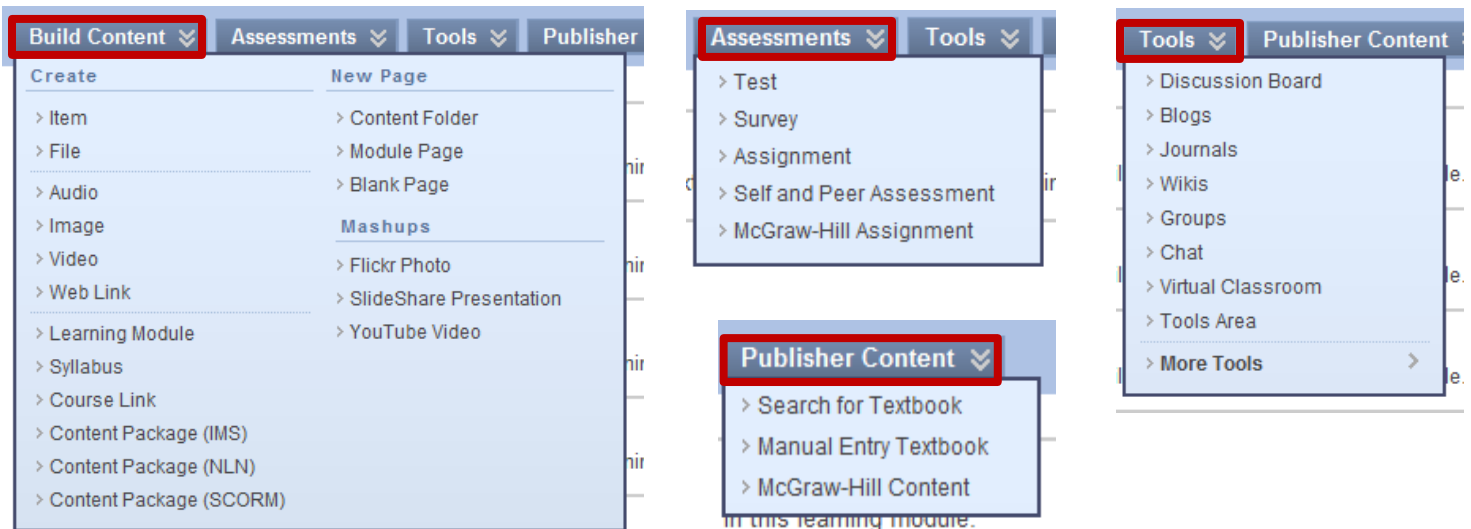 Build Content
Assessments
Tools
Publisher
Create
Item
File
Audio
Image
Video
Web Link
Learning Module
Syllabus
Course Link
Content Package (IMS)
Content Package (NLN)
Content Package (SCORM)
New Page
Content Folder
Module Page
Blank Page
Mashups
Flickr Photo
SlideShare Presentation
YouTube Video
Assessments
Tools
Test
Survey
Assignment
Self and Peer Assessment
McGraw-Hill Assignment
Publisher Content
Search for Textbook
Manual Entry Textbook
McGraw-Hill Content
in this learning module.
Tools
Publisher Content
Discussion Board
Blogs
Journals
Wikis
Groups
Chat
Virtual Classroom
Tools Area
More Tools